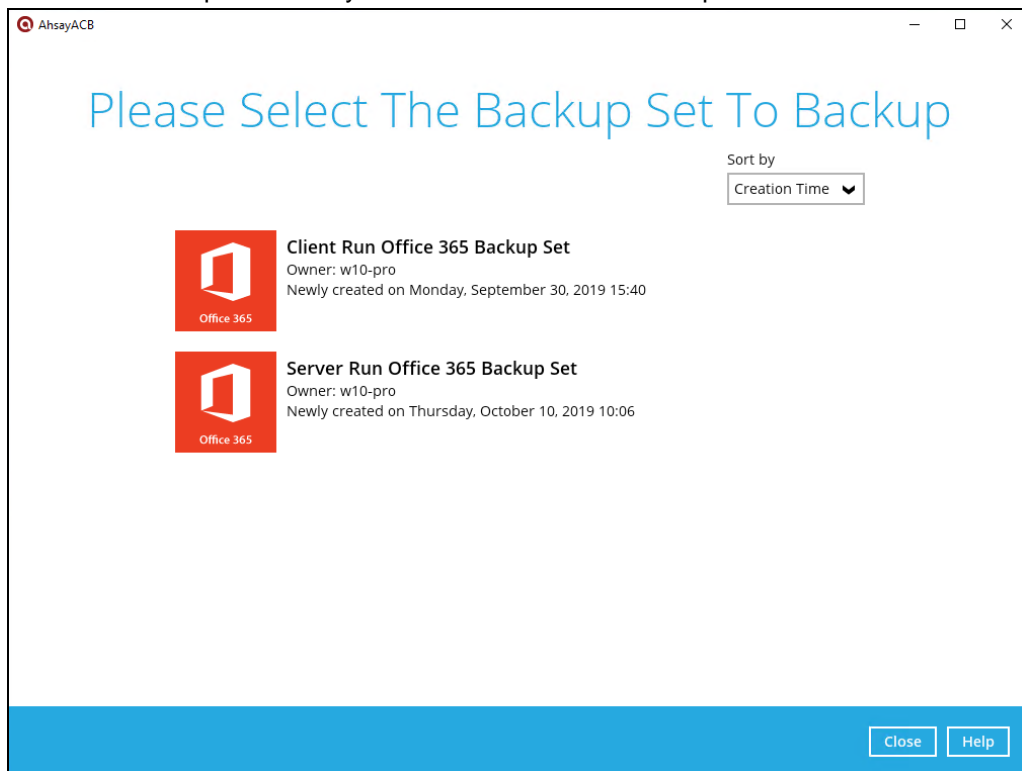 AhsayACB
Please Select The Backup Set To Backup
Sort by
Creation Time
Client Run Office 365 Backup Set
Owner: w10-pro
Newly created on Monday, September 30, 2019 15:40
Office 365
Server Run Office 365 Backup Set
Owner: w10-pro
Newly created on Thursday, October 10, 2019 10:06
Office 365
Close Help